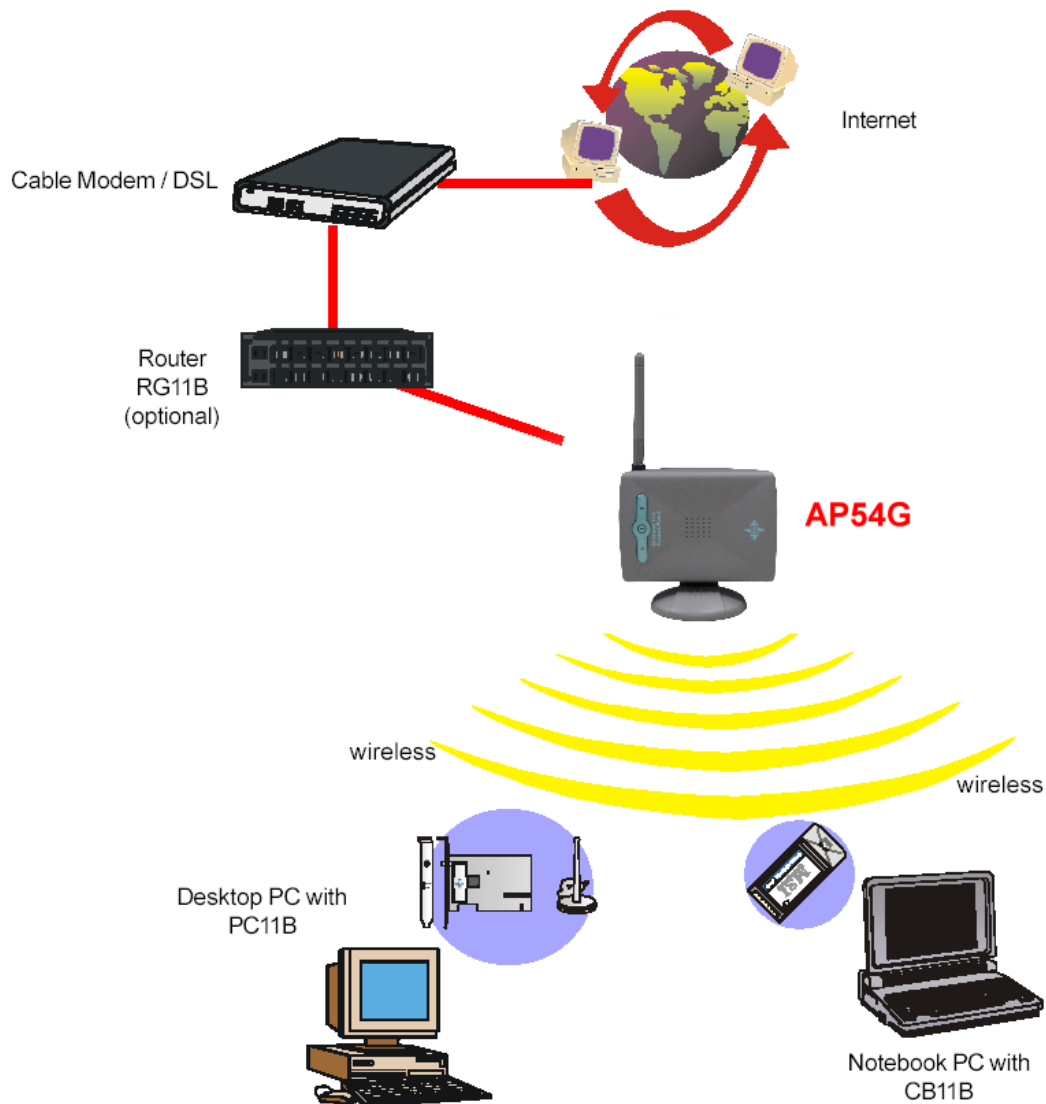 Internet
Cable Modem / DSL
Router
RG11B
(optional)
AP54G
wireless
wireless
Desktop PC with
PC11B
Notebook PC with
CB11B